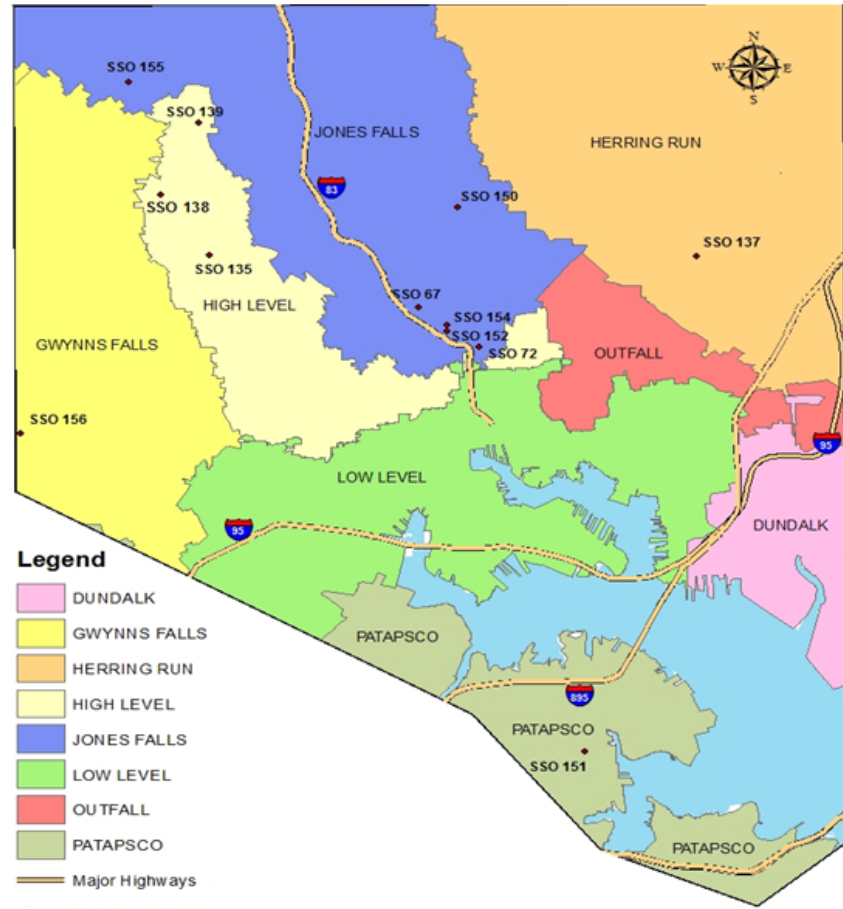 N
W
E
S
SSO 155
SSO 139
JONES FALLS
HERRING RUN
83
SSO 138
SSO 150
SSO 137
SSO 135
SSO 67
HIGH LEVEL
SSO 154
SSO 152
GWYNNS FALLS
SSO 72
OUTFALL
SSO 156
95
LOW LEVEL
95
DUNDALK
Legend
DUNDALK
GWYNNS FALLS
PATAPSCO
HERRING RUN
HIGH LEVEL
895
PATAPSCO
JONES FALLS
SSO 151
LOW LEVEL
OUTFALL
PATAPSCO
PATAPSCO
Major Highways